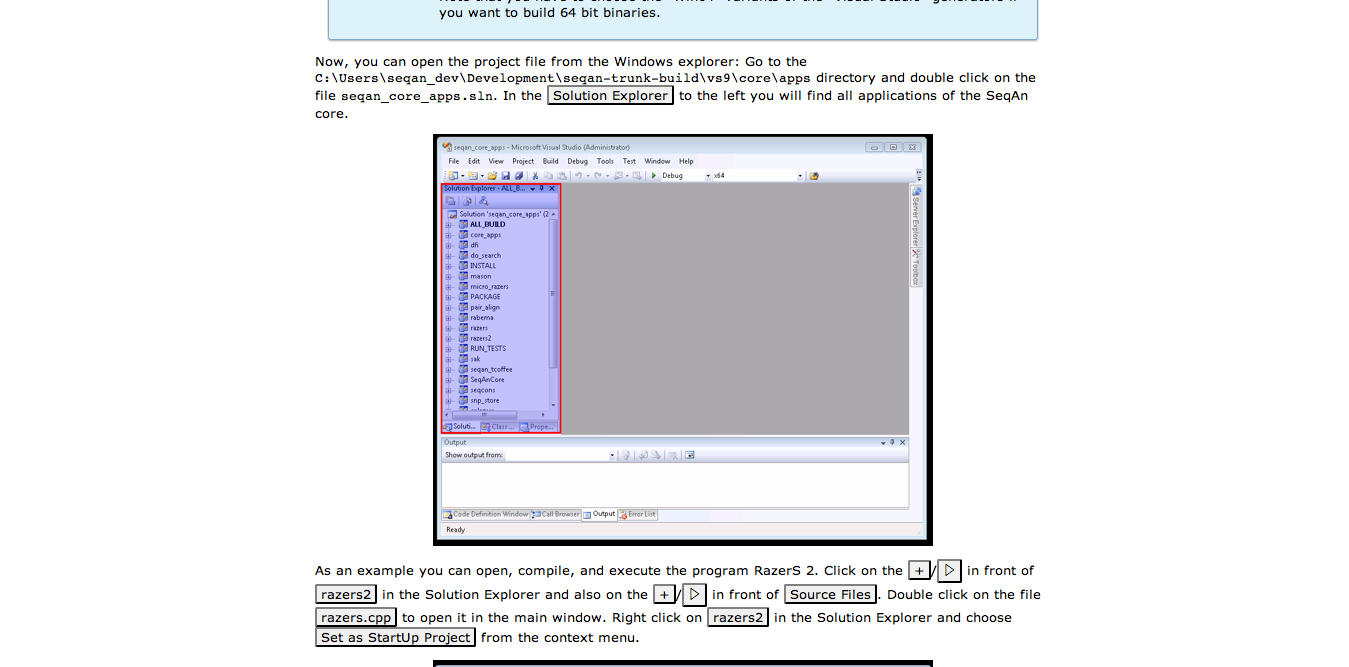 you want to build 64 bit binaries.
Now, you can open the project file from the Windows explorer: Go to the
C:\Users\seqan_dev\Development\seqan-trunk-build\vs9\core\apps directory and double click on the
file seqan_core_apps.sln. In the Solution Explorer to the left you will find all applications of the SeqAn
core.
seqan_core_apps - Microsoft Visual Studio (Administrator)
File Edit View Project Build Debug Tools Test Window Help
Debug x64
Solution Explorer - ALL_B...
Solution 'seqan_core_apps' (2
ALL_BUILD
core_apps
dfi
do_search
INSTALL
mason
micro_razers
PACKAGE
pair_align
rabema
razers
razers2
RUN_TESTS
sak
seqan_tcoffee
SeqAnCore
seqcons
snp_store
Soluti... Class ... Prope...
Server Explorer
Toolbox
Output
Show output from:
Code Definition Window Call Browser Output Error List
Ready
As an example you can open, compile, and execute the program RazerS 2. Click on the +/▷ in front of
razers2 in the Solution Explorer and also on the +/▷ in front of Source Files. Double click on the file
razers.cpp to open it in the main window. Right click on razers2 in the Solution Explorer and choose
Set as StartUp Project from the context menu.